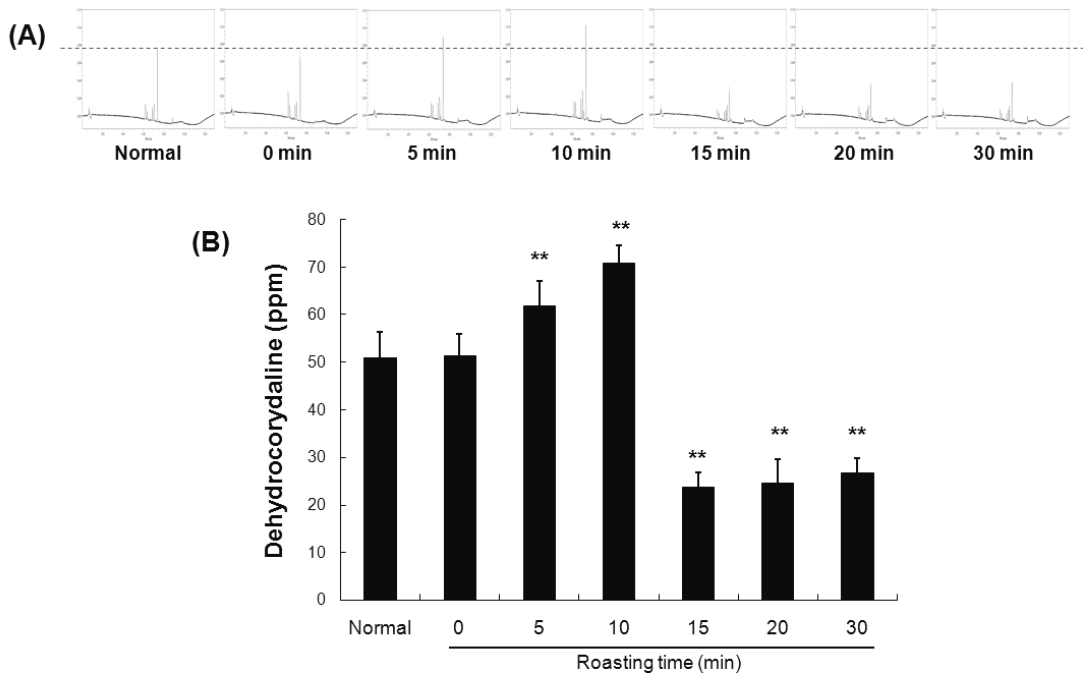 (A)
Normal
0 min
5 min
10 min
15 min
20 min
30 min
(B)
Dehydrocorydaline (ppm)
80
70
60
50
40
30
20
10
0
**
**
**
**
**
Normal
0
5
10
15
20
30
Roasting time (min)